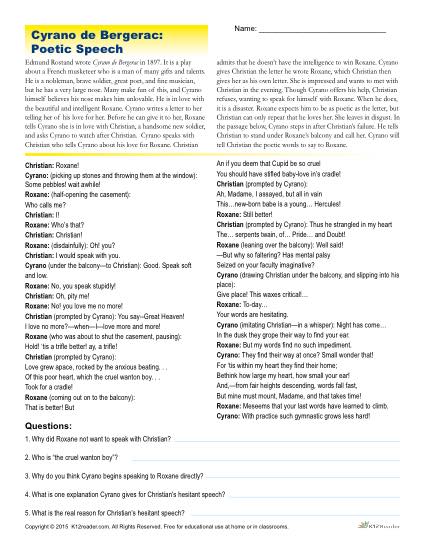 Cyrano de Bergerac:
Poetic Speech
Name:
Edmund Rostand wrote Cyrano de Bergerac in 1897. It is a play
about a French musketeer who is a man of many gifts and talents.
He is a nobleman, brave soldier, great poet, and fine musician,
but he has a very large nose. Many make fun of this, and Cyrano
himself believes his nose makes him unlovable. He is in love with
the beautiful and intelligent Roxane. Cyrano writes a letter to her
telling her of his love for her. Before he can give it to her, Roxane
tells Cyrano she is in love with Christian, a handsome new soldier,
and asks Cyrano to watch after Christian. Cyrano speaks with
Christian who tells Cyrano about his love for Roxane. Christian
admits that he doesn't have the intelligence to win Roxane. Cyrano
gives Christian the letter he wrote Roxane, which Christian then
gives her as his own letter. She is impressed and wants to met with
Christian in the evening. Though Cyrano offers his help, Christian
refuses, wanting to speak for himself with Roxane. When he does,
it is a disaster. Roxane expects him to be as poetic as the letter, but
Christian can only repeat that he loves her. She leaves in disgust. In
the passage below, Cyrano steps in after Christian's failure. He tells
Christian to stand under Roxane's balcony and call her. Cyrano will
tell Christian the poetic words to say to Roxane.
Christian: Roxane!
Cyrano: (picking up stones and throwing them at the window):
Some pebbles! wait awhile!
Roxane: (half-opening the casement):
Who calls me?
Christian: I!
Roxane: Who's that?
Christian: Christian!
Roxane: (disdainfully): Oh! you?
Christian: I would speak with you.
Cyrano (under the balcony—to Christian): Good. Speak soft
and low.
Roxane: No, you speak stupidly!
Christian: Oh, pity me!
Roxane: No! you love me no more!
Christian (prompted by Cyrano): You say--Great Heaven!
I love no more?—when—I—love more and more!
Roxane (who was about to shut the casement, pausing):
Hold! 'tis a trifle better! ay, a trifle!
Christian (prompted by Cyrano):
Love grew apace, rocked by the anxious beating. . .
Of this poor heart, which the cruel wanton boy. . .
Took for a cradle!
Roxane (coming out on to the balcony):
That is better! But
An if you deem that Cupid be so cruel
You should have stifled baby-love in's cradle!
Christian (prompted by Cyrano):
Ah, Madame, I assayed, but all in vain
This…new-born babe is a young… Hercules!
Roxane: Still better!
Christian (prompted by Cyrano): Thus he strangled in my heart
The… serpents twain, of… Pride… and Doubt!
Roxane (leaning over the balcony): Well said!
—But why so faltering? Has mental palsy
Seized on your faculty imaginative?
Cyrano (drawing Christian under the balcony, and slipping into his
place):
Give place! This waxes critical!…
Roxane: To-day…
Your words are hesitating.
Cyrano (imitating Christian—in a whisper): Night has come…
In the dusk they grope their way to find your ear.
Roxane: But my words find no such impediment.
Cyrano: They find their way at once? Small wonder that!
For 'tis within my heart they find their home;
Bethink how large my heart, how small your ear!
And,—from fair heights descending, words fall fast,
But mine must mount, Madame, and that takes time!
Roxane: Meseems that your last words have learned to climb.
Cyrano: With practice such gymnastic grows less hard!
Questions:
1. Why did Roxane not want to speak with Christian?
2. Who is "the cruel wanton boy"?
3. Why do you think Cyrano begins speaking to Roxane directly?
4. What is one explanation Cyrano gives for Christian's hesitant speech?
5. What is the real reason for Christian's hesitant speech?
Copyright © 2015 K12reader.com. All Rights Reserved. Free for educational use at home or in classrooms.
K12Reader